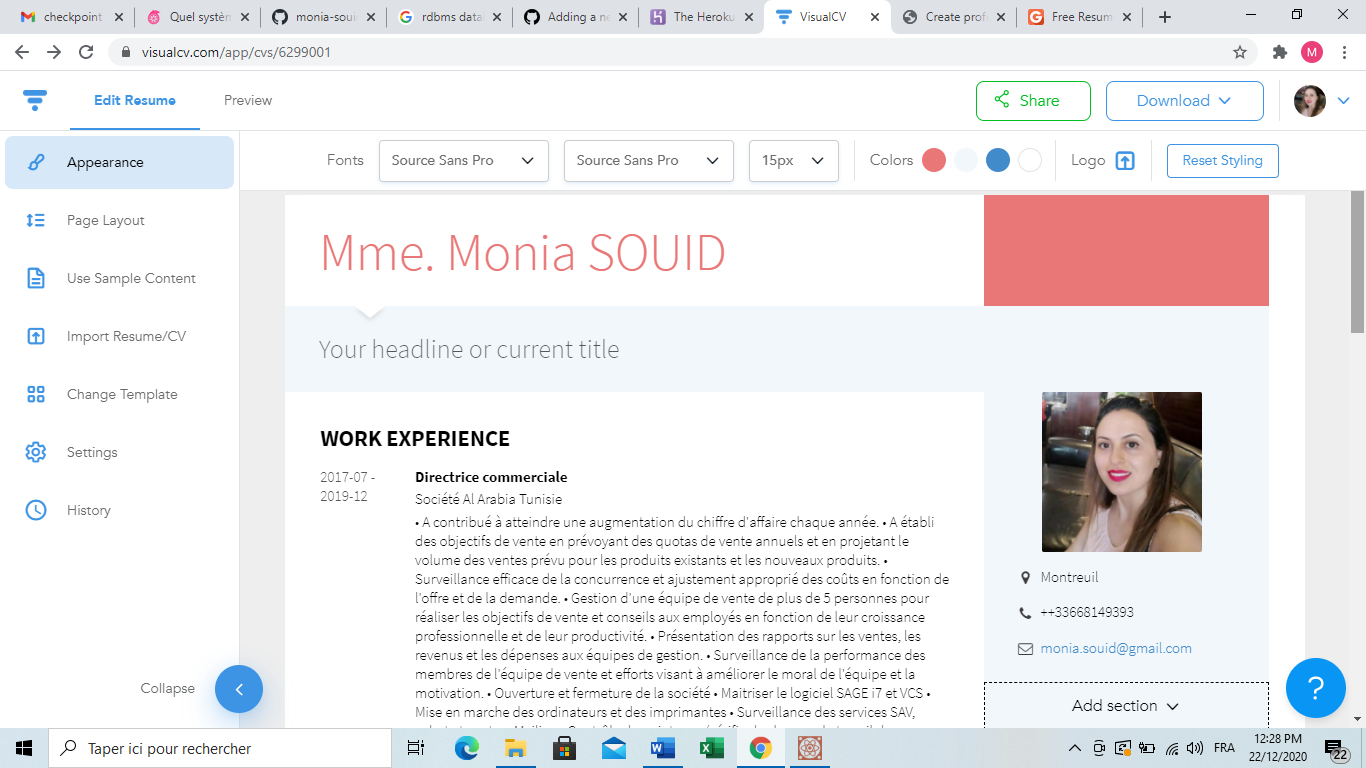 checkpoint
Quel systèm
monia-soui
rdbms data
Adding a ne
The Heroku
VisualCV
Create prof
Free Resum
visualcv.com/app/cvs/6299001
M
Edit Resume
Preview
Share
Download
Appearance
Fonts
Source Sans Pro
Source Sans Pro
15px
Colors
Logo
Reset Styling
Page Layout
Use Sample Content
Import Resume/CV
Change Template
Settings
History
Collapse
Mme. Monia SOUID
Your headline or current title
WORK EXPERIENCE
2017-07 -
2019-12
Directrice commerciale
Société Al Arabia Tunisie
• A contribué à atteindre une augmentation du chiffre d'affaire chaque année. • A établi
des objectifs de vente en prévoyant des quotas de vente annuels et en projetant le
volume des ventes prévu pour les produits existants et les nouveaux produits. •
Surveillance efficace de la concurrence et ajustement approprié des coûts en fonction de
l'offre et de la demande. • Gestion d'une équipe de vente de plus de 5 personnes pour
réaliser les objectifs de vente et conseils aux employés en fonction de leur croissance
professionnelle et de leur productivité. • Présentation des rapports sur les ventes, les
revenus et les dépenses aux équipes de gestion. • Surveillance de la performance des
membres de l'équipe de vente et efforts visant à améliorer le moral de l'équipe et la
motivation. • Ouverture et fermeture de la société • Maitriser le logiciel SAGE i7 et VCS •
Mise en marche des ordinateurs et des imprimantes • Surveillance des services SAV,
Montreuil
++33668149393
monia.souid@gmail.com
Add section
?
Taper ici pour rechercher
FRA
12:28 PM
22/12/2020
22